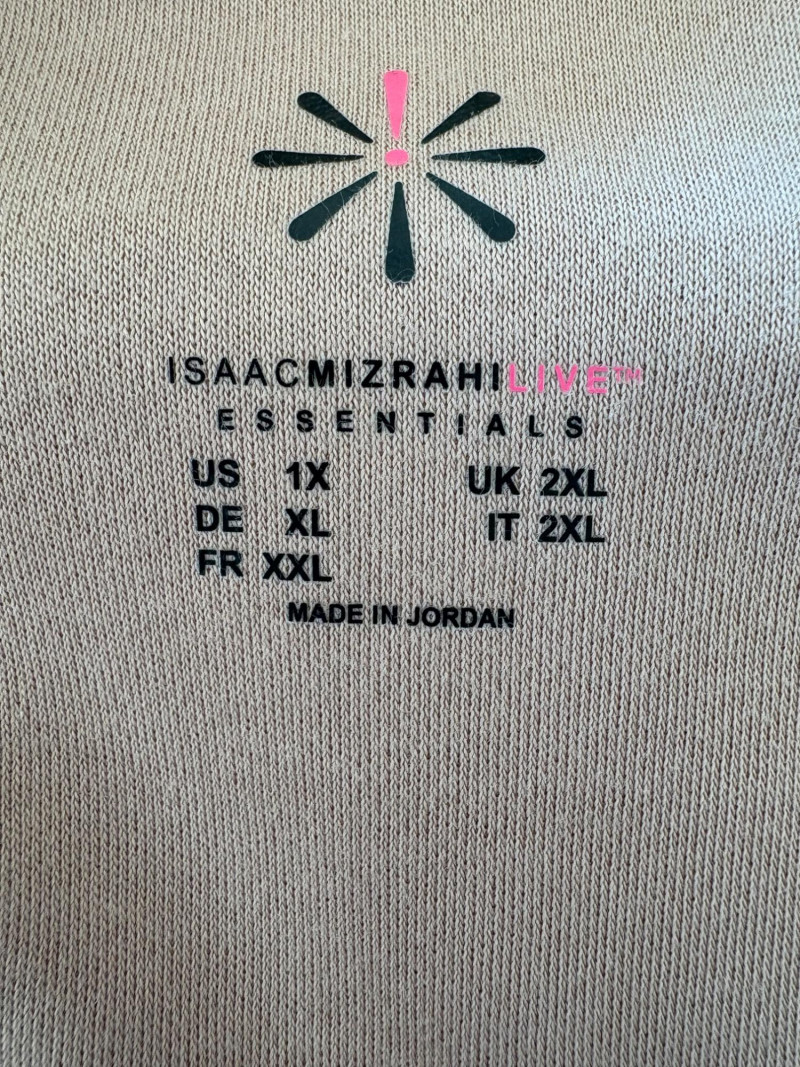 ISAACMIZRAHILIVE™
ESSENTIALS
US 1X UK 2XL
DE XL IT 2XL
FR XXL
MADE IN JORDAN